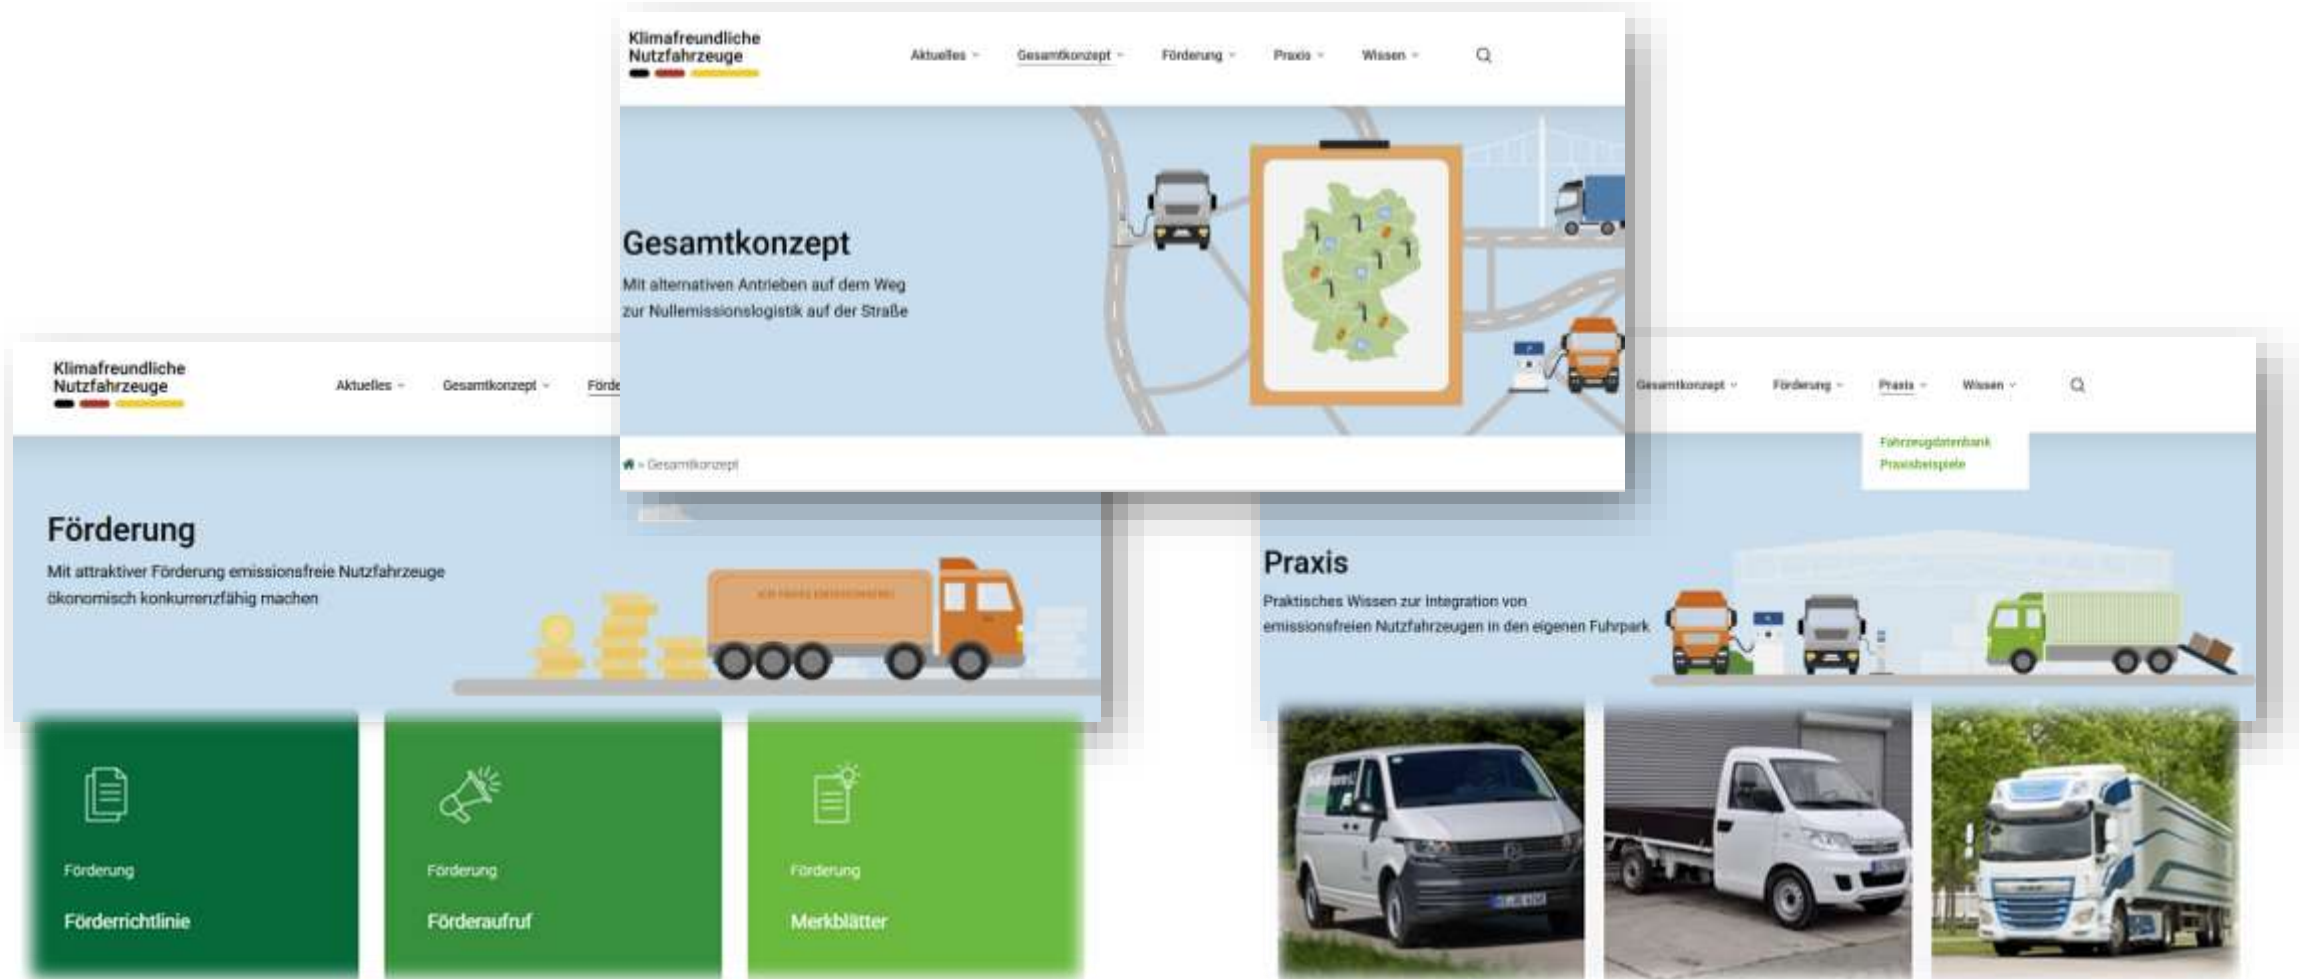 Klimafreundliche
Nutzfahrzeuge
Aktuelles
Gesamtkonzept
Förderung
Praxis
Wissen
Gesamtkonzept
Mit alternativen Antrieben auf dem Weg
zur Nullemissionslogistik auf der Straße
» Gesamtkonzept
Klimafreundliche
Nutzfahrzeuge
Aktuelles
Gesamtkonzept
Förde
Förderung
Mit attraktiver Förderung emissionsfreie Nutzfahrzeuge
ökonomisch konkurrenzfähig machen
Förderung
Förderrichtlinie
Förderung
Förderaufruf
Förderung
Merkblätter
Gesamtkonzept
Förderung
Praxis
Wissen
Fahrzeugdatenbank
Praxisbeispiele
Praxis
Praktisches Wissen zur Integration von
emissionsfreien Nutzfahrzeugen in den eigenen Fuhrpark